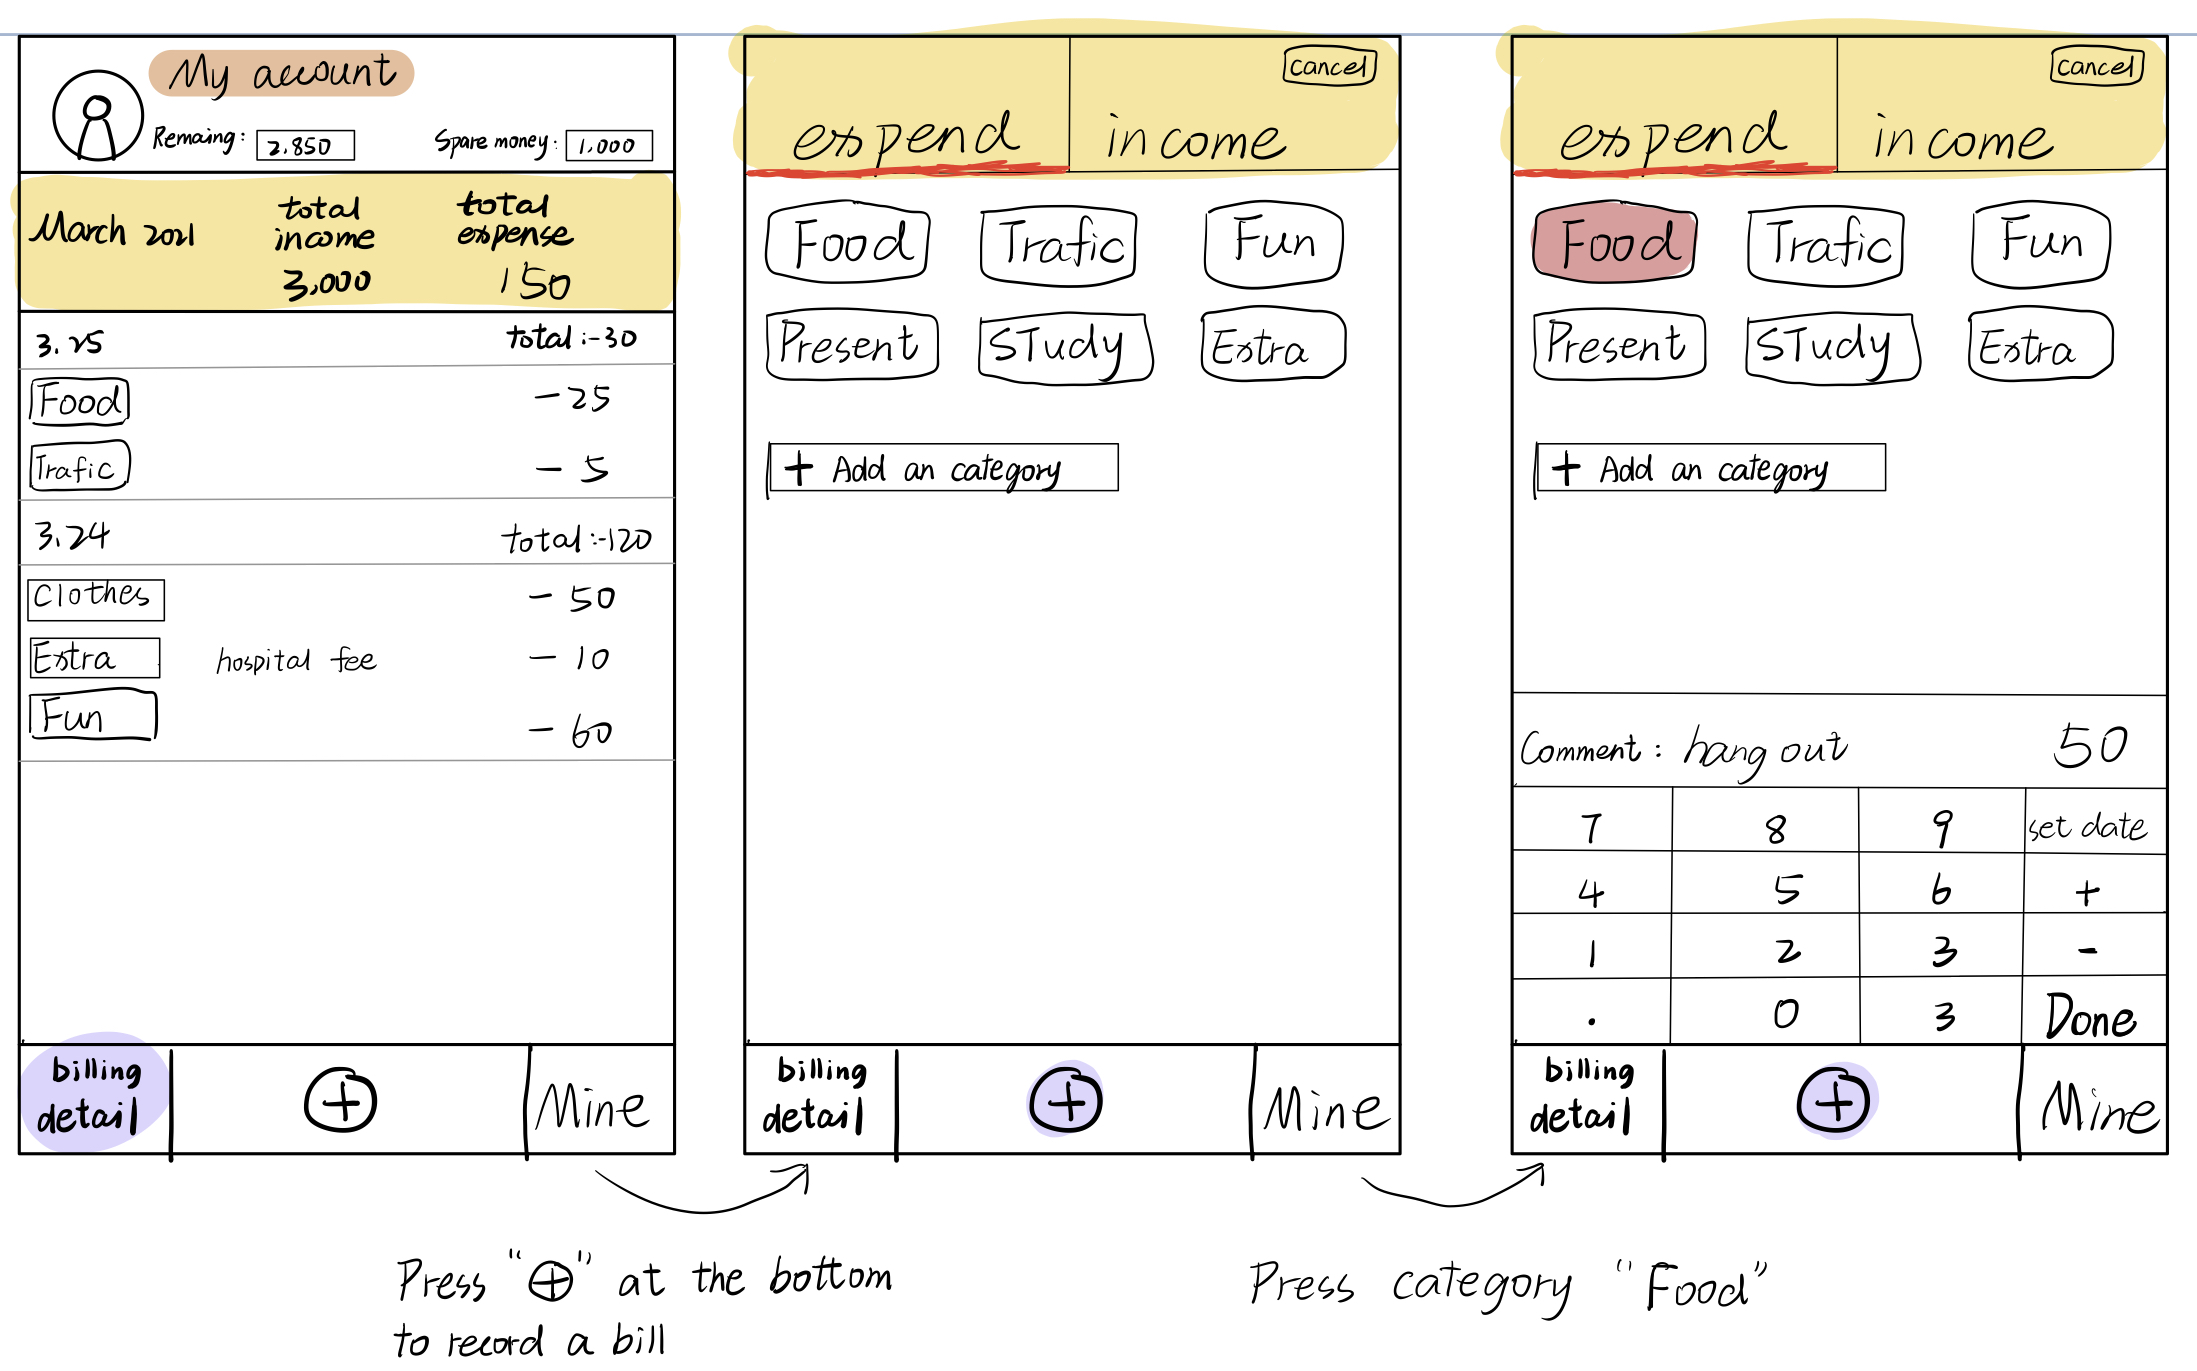 My account
Remaing: 2,850 Spare money: 1,000
March 2021 total income 3,000 total expense 150
3.25 total:-30
Food -25
Trafic -5
3.24 total:-120
Clothes -50
Extra hospital fee -10
Fun -60
billing detail + Mine
expend income cancel
Food Trafic Fun
Present STudy Extra
+ Add an category
billing detail + Mine
expend income cancel
Food Trafic Fun
Present STudy Extra
+ Add an category
Comment: hang out 50
7 8 9 set date
4 5 6 +
1 2 3 -
. 0 3 Done
billing detail + Mine
Press "⊕" at the bottom
to record a bill
Press category "Food"